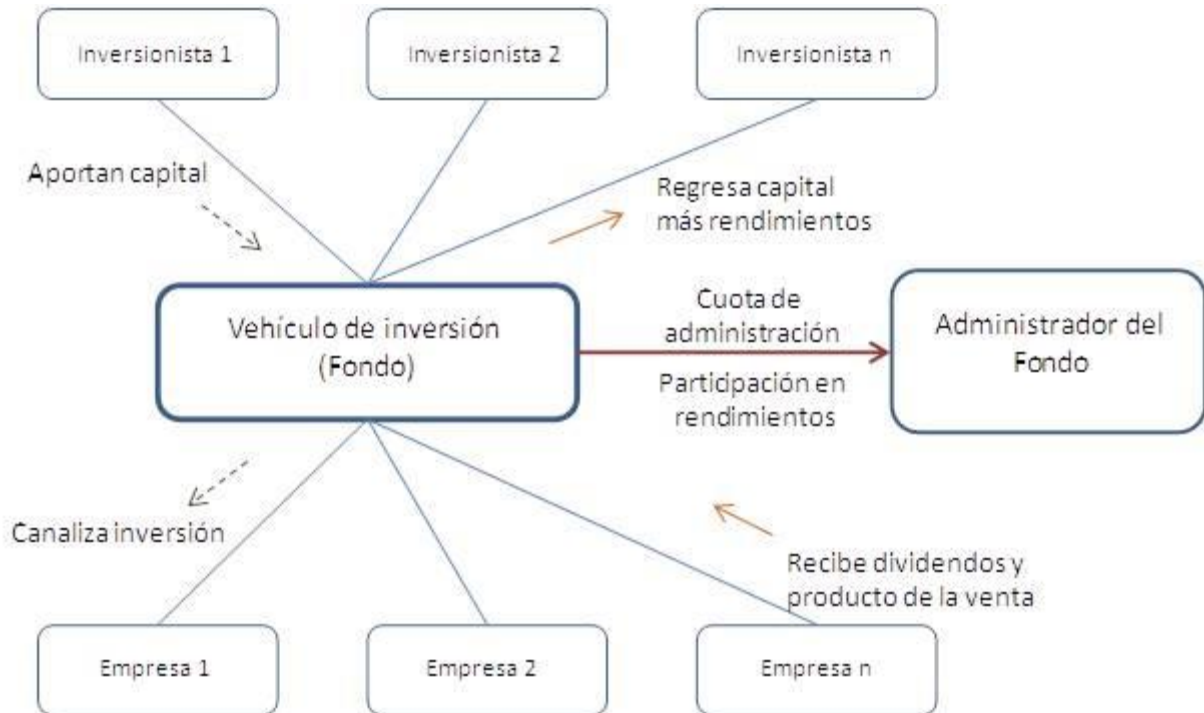 Inversionista 1
Inversionista 2
Inversionista n
Aportan capital
Regresa capital
más rendimientos
Vehículo de inversión
(Fondo)
Cuota de
administración
Participación en
rendimientos
Administrador del
Fondo
Canaliza inversión
Recibe dividendos y
producto de la venta
Empresa 1
Empresa 2
Empresa n